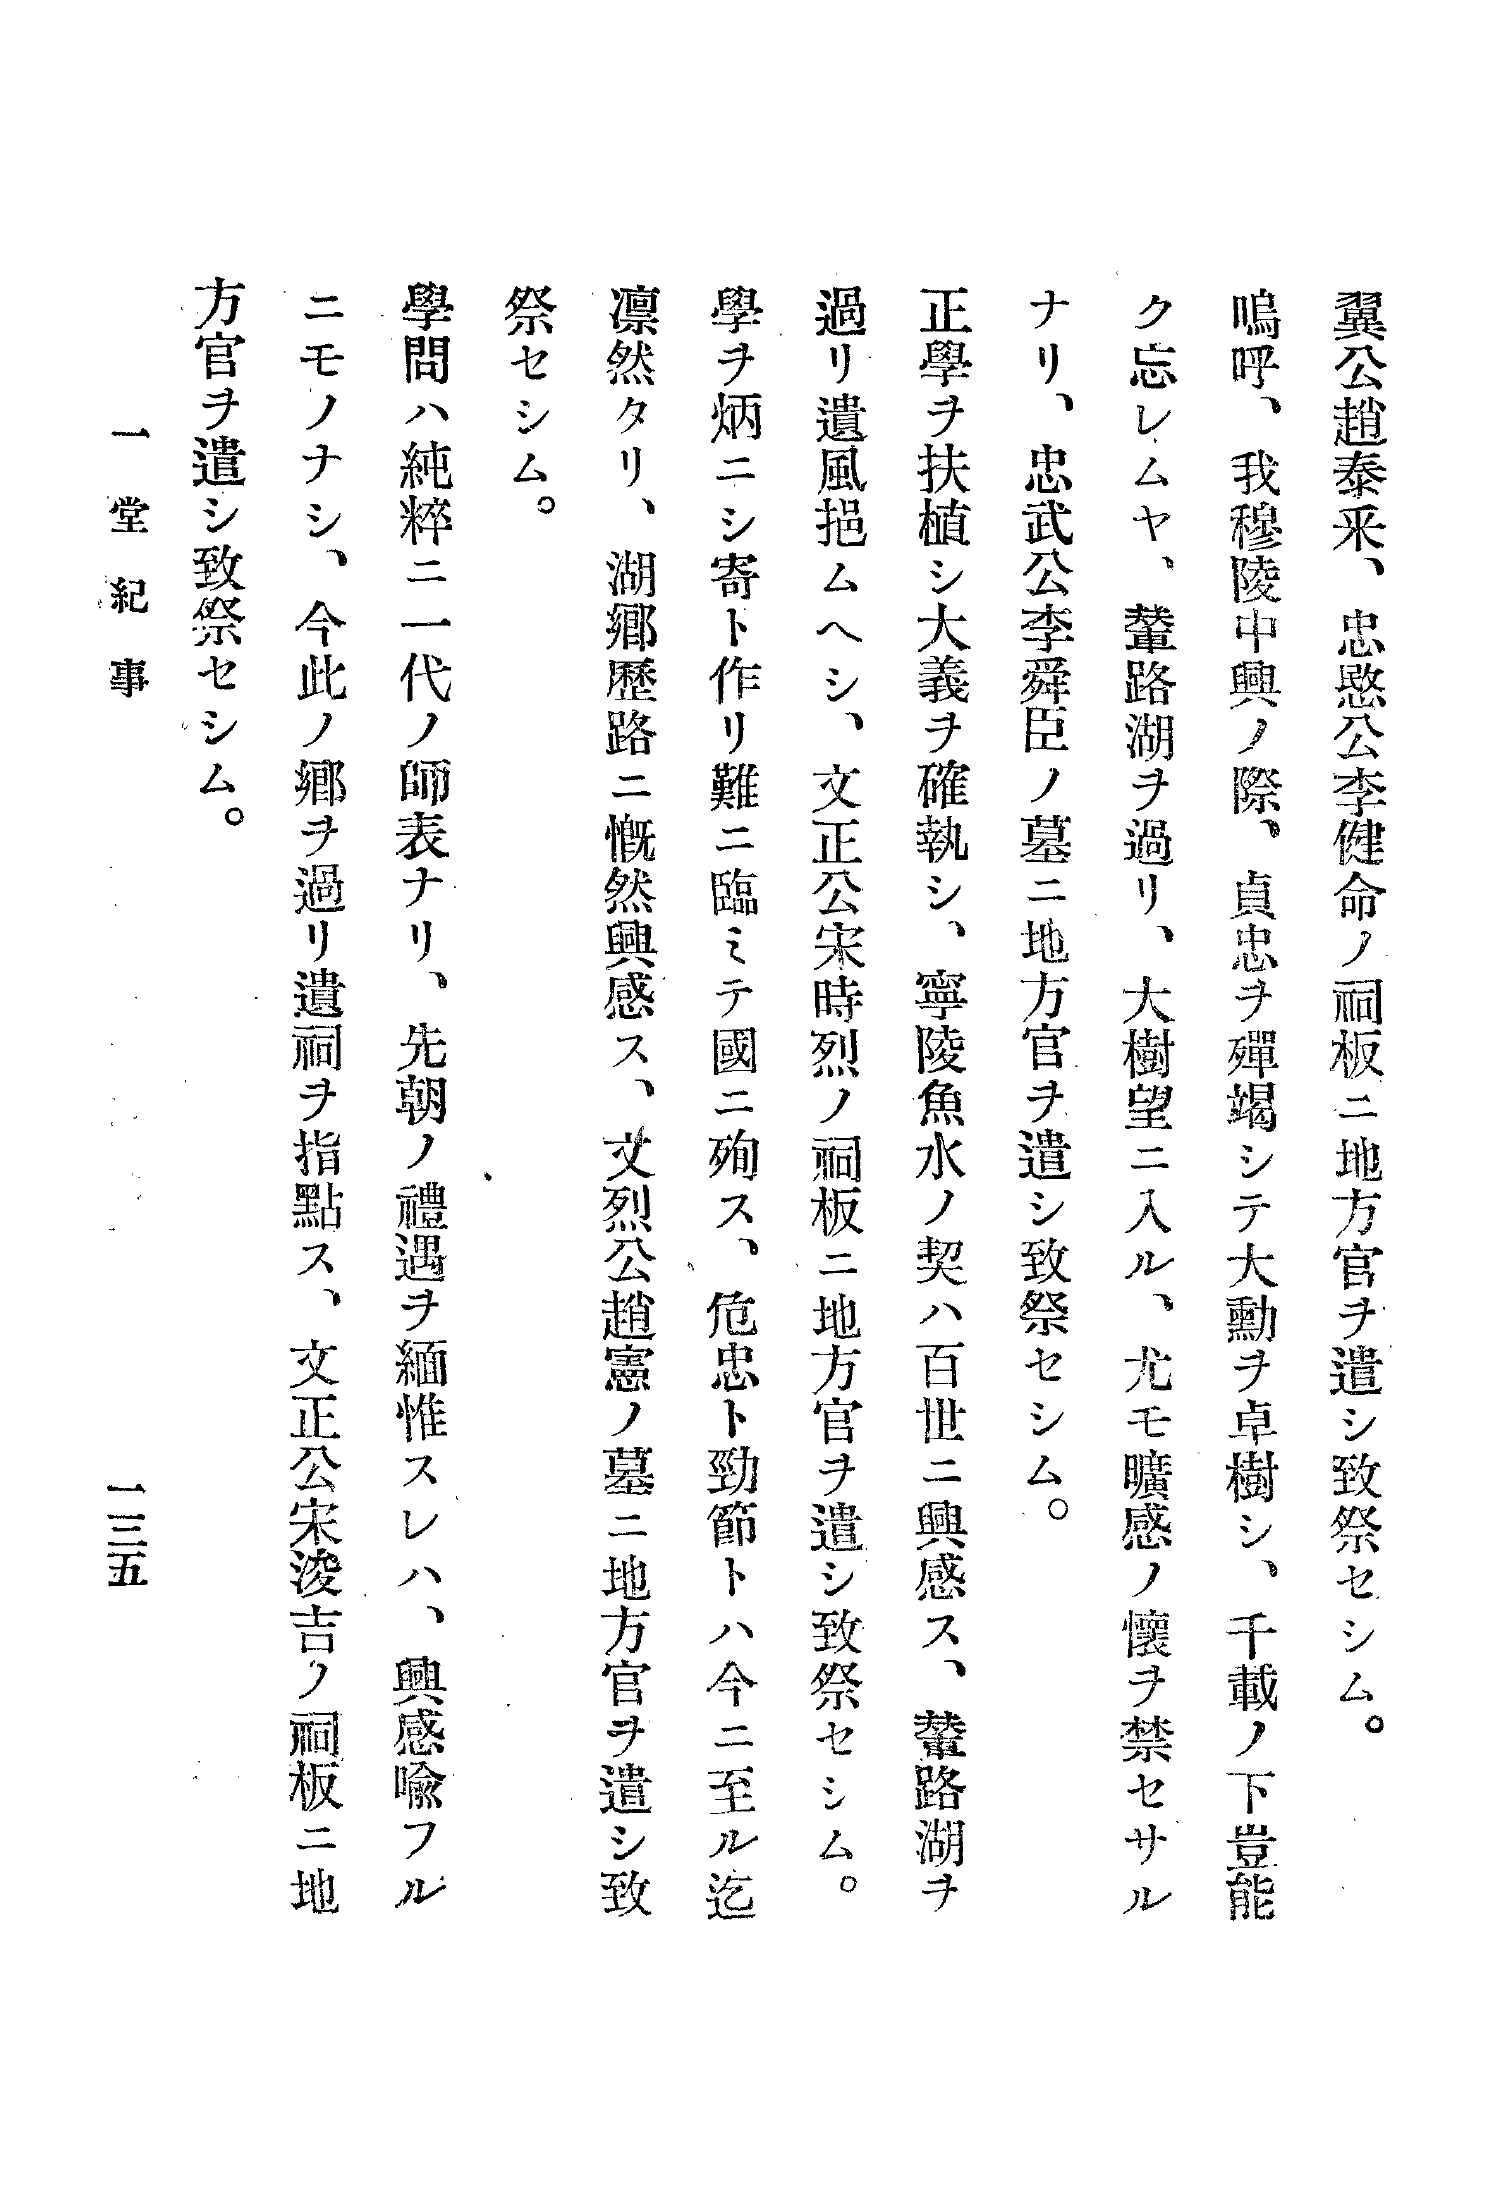 翼公趙泰釆、忠愍公李健命ノ祠板ニ地方官ヲ遣シ致祭セシム。
嗚呼、我穆陵中興ノ際、貞忠ヲ殫竭シテ大勳ヲ卓樹シ、千載ノ下豈能
ク忘レムヤ、輦路湖ヲ過リ、大樹望ニ入ル、尤モ曠感ノ懷ヲ禁セサル
ナリ、忠武公李舜臣ノ墓ニ地方官ヲ遣シ致祭セシム。
正學ヲ扶植シ大義ヲ確執シ、寧陵魚水ノ契ハ百世ニ興感ス、輦路湖ヲ
過リ遺風挹ムヘシ、文正公宋時烈ノ祠板ニ地方官ヲ遣シ致祭セシム。
學ヲ炳ニシ寄ト作リ難ニ臨ミテ國ニ殉ス、危忠ト勁節トハ今ニ至ル迄
凛然タリ、湖鄕歷路ニ慨然興感ス、文烈公趙憲ノ墓ニ地方官ヲ遣シ致
祭セシム。
學問ハ純粹ニ一代ノ師表ナリ、先朝ノ禮遇ヲ緬惟スレハ、興感喩フル
ニモノナシ、今此ノ鄕ヲ過リ遺祠ヲ指點ス、文正公宋浚吉ノ祠板ニ地
方官ヲ遣シ致祭セシム。
一堂紀事
一三五